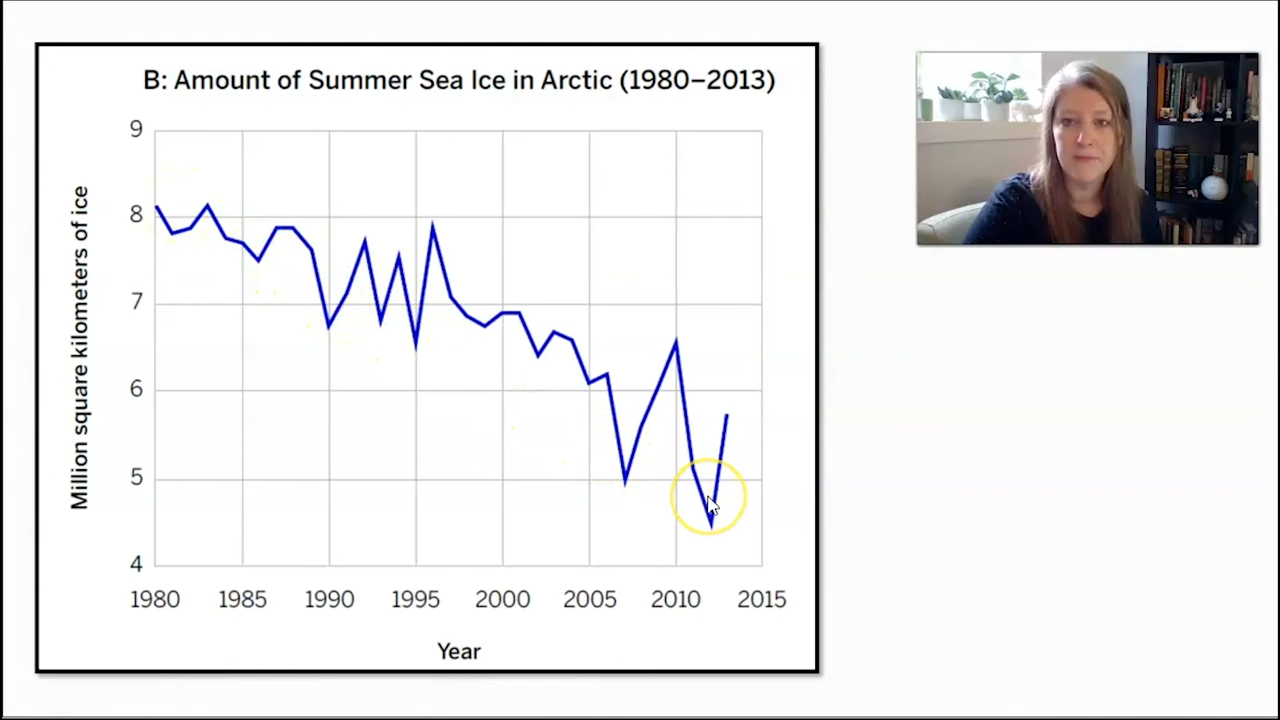 B: Amount of Summer Sea Ice in Arctic (1980–2013)
Million square kilometers of ice
9
8
7
6
5
4
1980 1985 1990 1995 2000 2005 2010 2015
Year